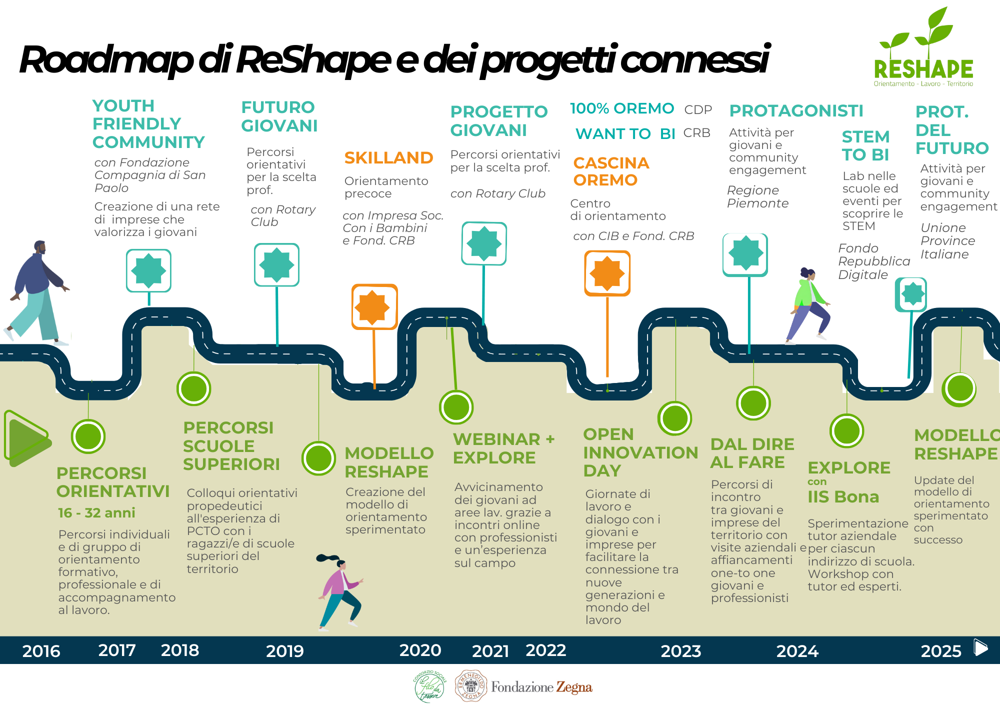 Roadmap di ReShape e dei progetti connessi
RESHAPE
Orientamento - Lavoro - Territorio
YOUTH
FRIENDLY
COMMUNITY
con Fondazione
Compagnia di San
Paolo
Creazione di una rete
di imprese che
valorizza i giovani
FUTURO
GIOVANI
Percorsi
orientativi
per la scelta
prof.
con Rotary
Club
SKILLAND
Orientamento
precoce
con Impresa Soc.
Con i Bambini
e Fond. CRB
PROGETTO
GIOVANI
Percorsi orientativi
per la scelta prof.
con Rotary Club
100% OREMO CDP
WANT TO BI CRB
CASCINA
OREMO
Centro
di orientamento
con CIB e Fond. CRB
PROTAGONISTI
Attività per
giovani e
community
engagement
Regione
Piemonte
STEM
TO BI
Lab nelle
scuole ed
eventi per
scoprire le
STEM
Fondo
Repubblica
Digitale
PROT.
DEL
FUTURO
Attività per
giovani e
community
engagement
Unione
Province
Italiane
PERCORSI
ORIENTATIVI
16 - 32 anni
Percorsi individuali
e di gruppo di
orientamento
formativo,
professionale e di
accompagnamento
al lavoro.
PERCORSI
SCUOLE
SUPERIORI
Colloqui orientativi
propedeutici
all'esperienza di
PCTO con i
ragazzi/e di scuole
superiori del
territorio
MODELLO
RESHAPE
Creazione del
modello di
orientamento
sperimentato
WEBINAR +
EXPLORE
Avvicinamento
dei giovani ad
aree lav. grazie a
incontri online
con professionisti
e un'esperienza
sul campo
OPEN
INNOVATION
DAY
Giornate di
lavoro e
dialogo con i
giovani e
imprese per
facilitare la
connessione tra
nuove
generazioni e
mondo del
lavoro
DAL DIRE
AL FARE
Percorsi di
incontro
tra giovani e
imprese del
territorio con
visite aziendali e
affiancamenti
one-to one
giovani e
professionisti
EXPLORE
con
IIS Bona
Sperimentazione
tutor aziendale
per ciascun
indirizzo di scuola.
Workshop con
tutor ed esperti.
MODELLO
RESHAPE
Update del
modello di
orientamento
sperimentato
con
successo
2016 2017 2018 2019 2020 2021 2022 2023 2024 2025
CONSORZIO SOCIALE
il filo da
tessere
ERMENEGILDO
ZEGNA
Fondazione Zegna